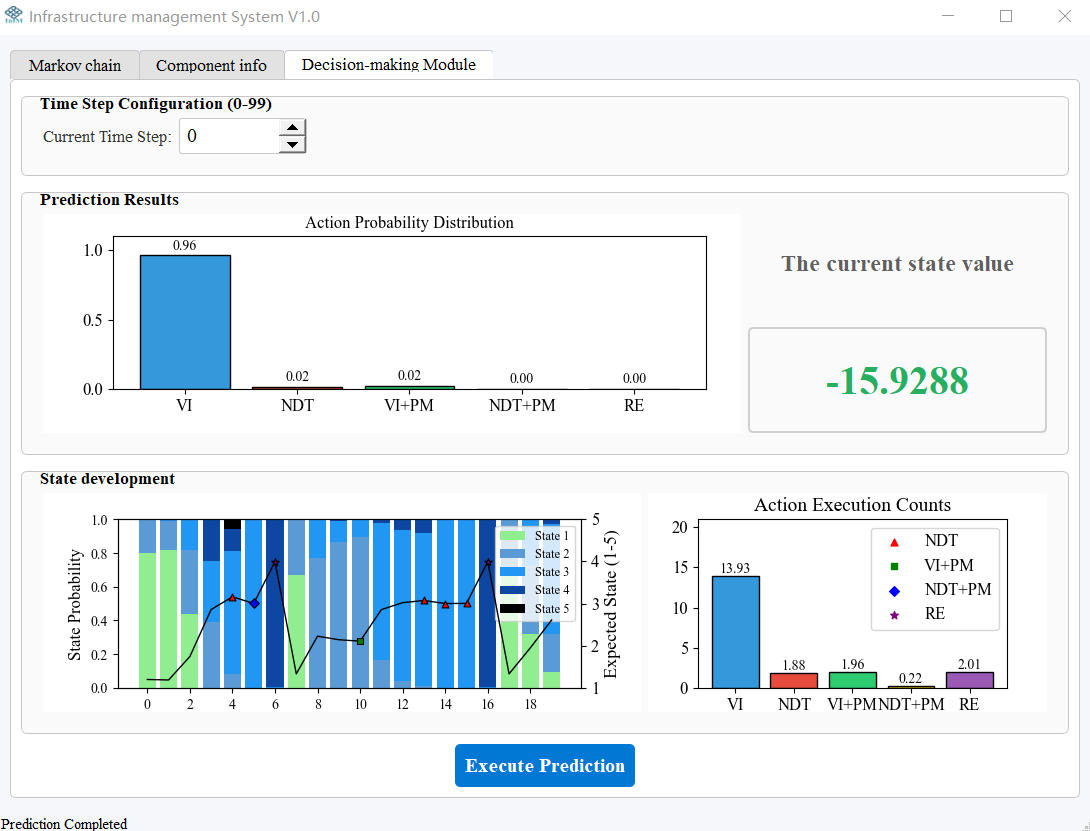 Infrastructure management System V1.0
Markov chain Component info Decision-making Module
Time Step Configuration (0-99)
Current Time Step: 0
Prediction Results
Action Probability Distribution
1.0
0.5
0.0
0.96 0.02 0.02 0.00 0.00
VI NDT VI+PM NDT+PM RE
The current state value
-15.9288
State development
State Probability
1.0
0.8
0.6
0.4
0.2
0.0
0 2 4 6 8 10 12 14 16 18
State 1
State 2
State 3
State 4
State 5
5
4
3
2
1
Expected State (1-5)
Action Execution Counts
20
15
10
5
0
13.93 1.88 1.96 0.22 2.01
VI NDT VI+PM NDT+PM RE
NDT
VI+PM
NDT+PM
RE
Execute Prediction
Prediction Completed